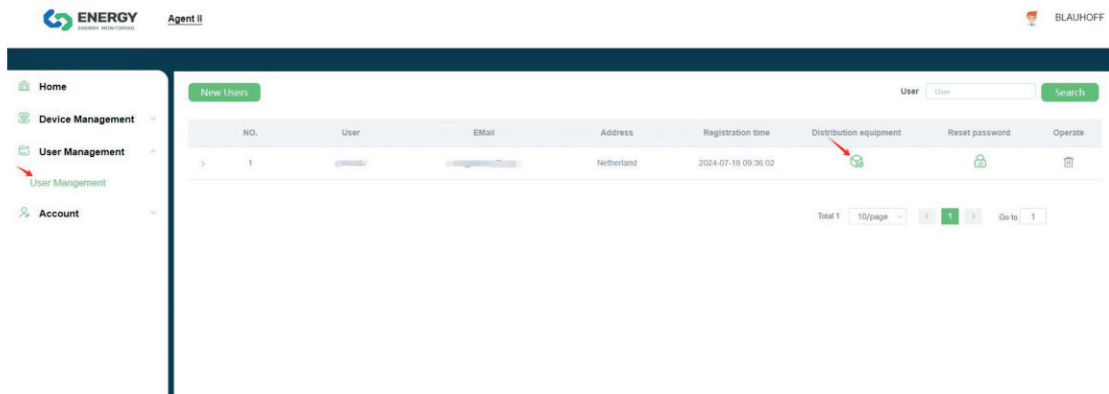 ENERGY
ENERGY MONITORING
Agent II
BLAUHOFF
Home
Device Management
User Management
User Mangement
Account
New Users
User
User
Search
NO.
User
EMail
Address
Registration time
Distribution equipment
Reset password
Operate
1
Netherland
2024-07-18 09:36:02
Total 1
10/page
1
Go to
1